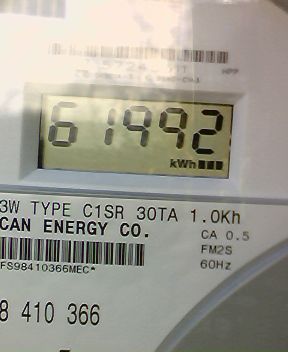 61992
kWh
3W TYPE C1SR 30TA 1.0Kh
CAN ENERGY CO.
CA 0.5
FM2S
60Hz
FS98410366MEC*
8 410 366